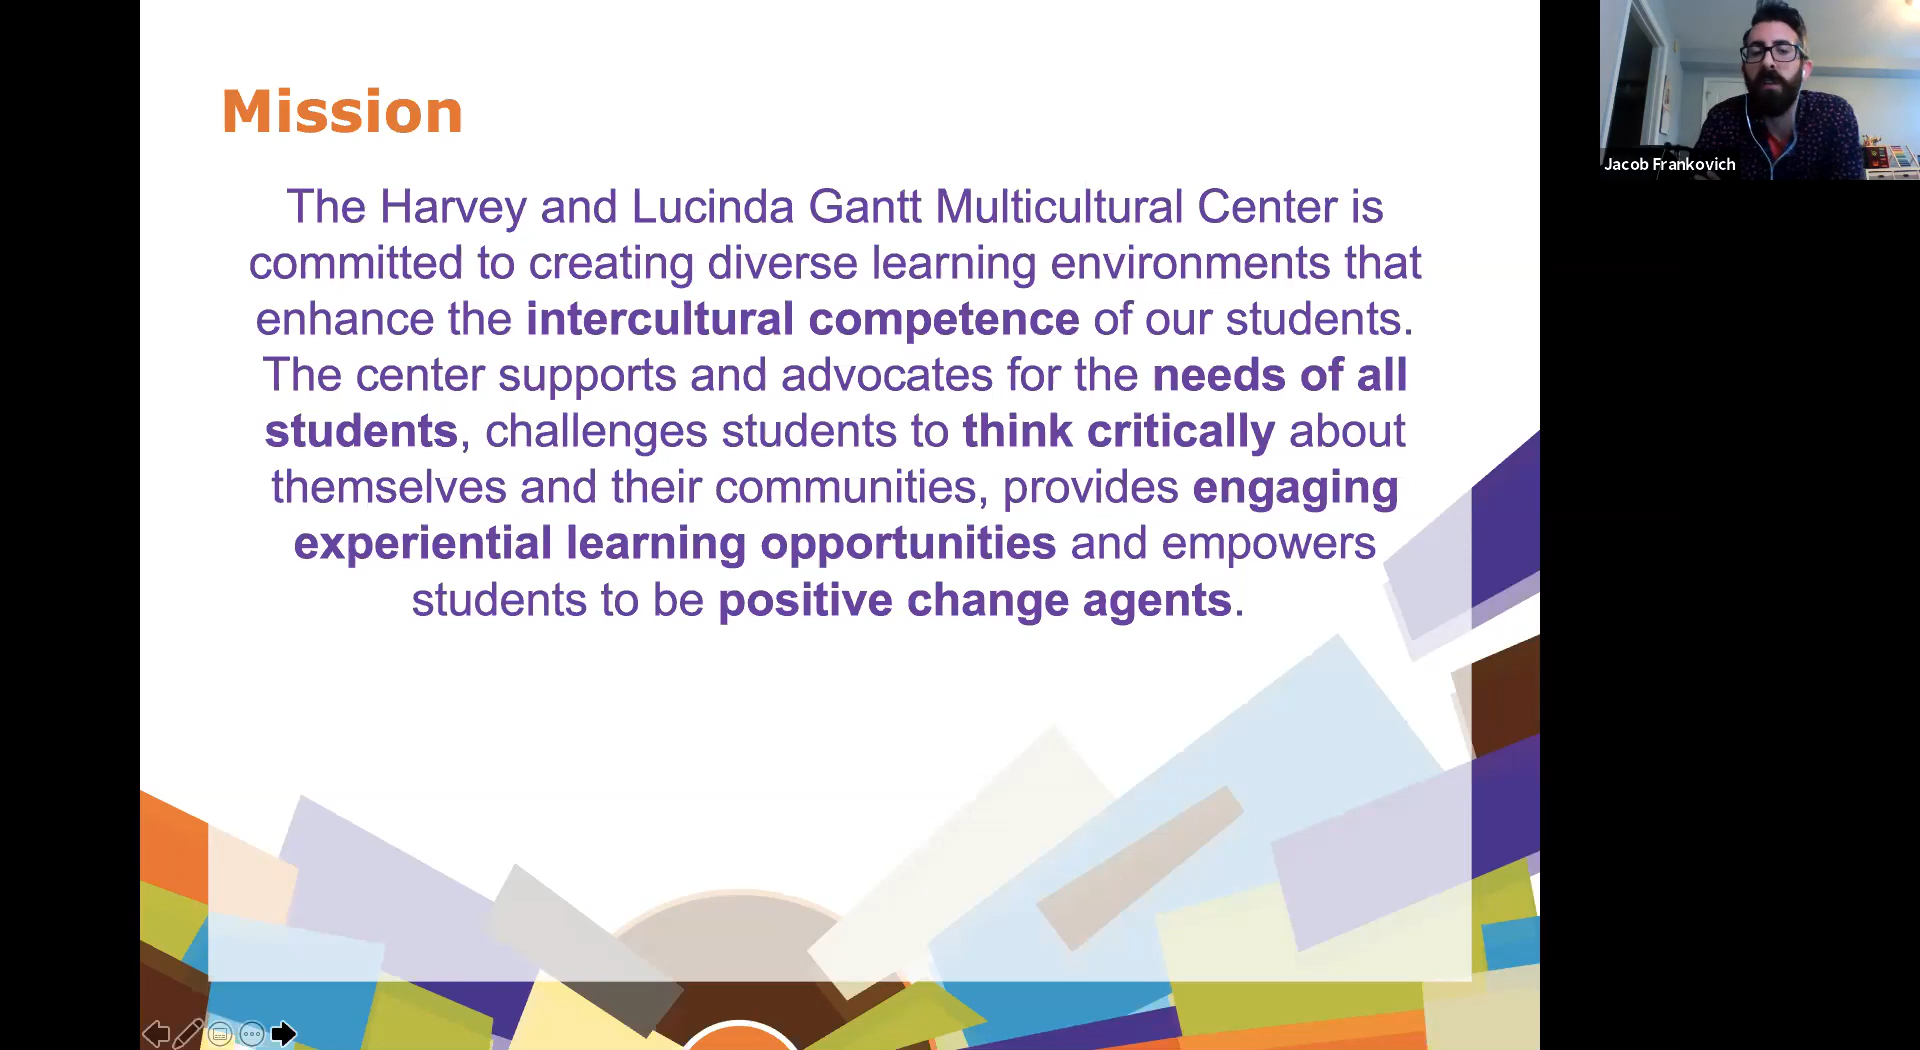 Mission
The Harvey and Lucinda Gantt Multicultural Center is
committed to creating diverse learning environments that
enhance the intercultural competence of our students.
The center supports and advocates for the needs of all
students, challenges students to think critically about
themselves and their communities, provides engaging
experiential learning opportunities and empowers
students to be positive change agents.
Jacob Frankovich